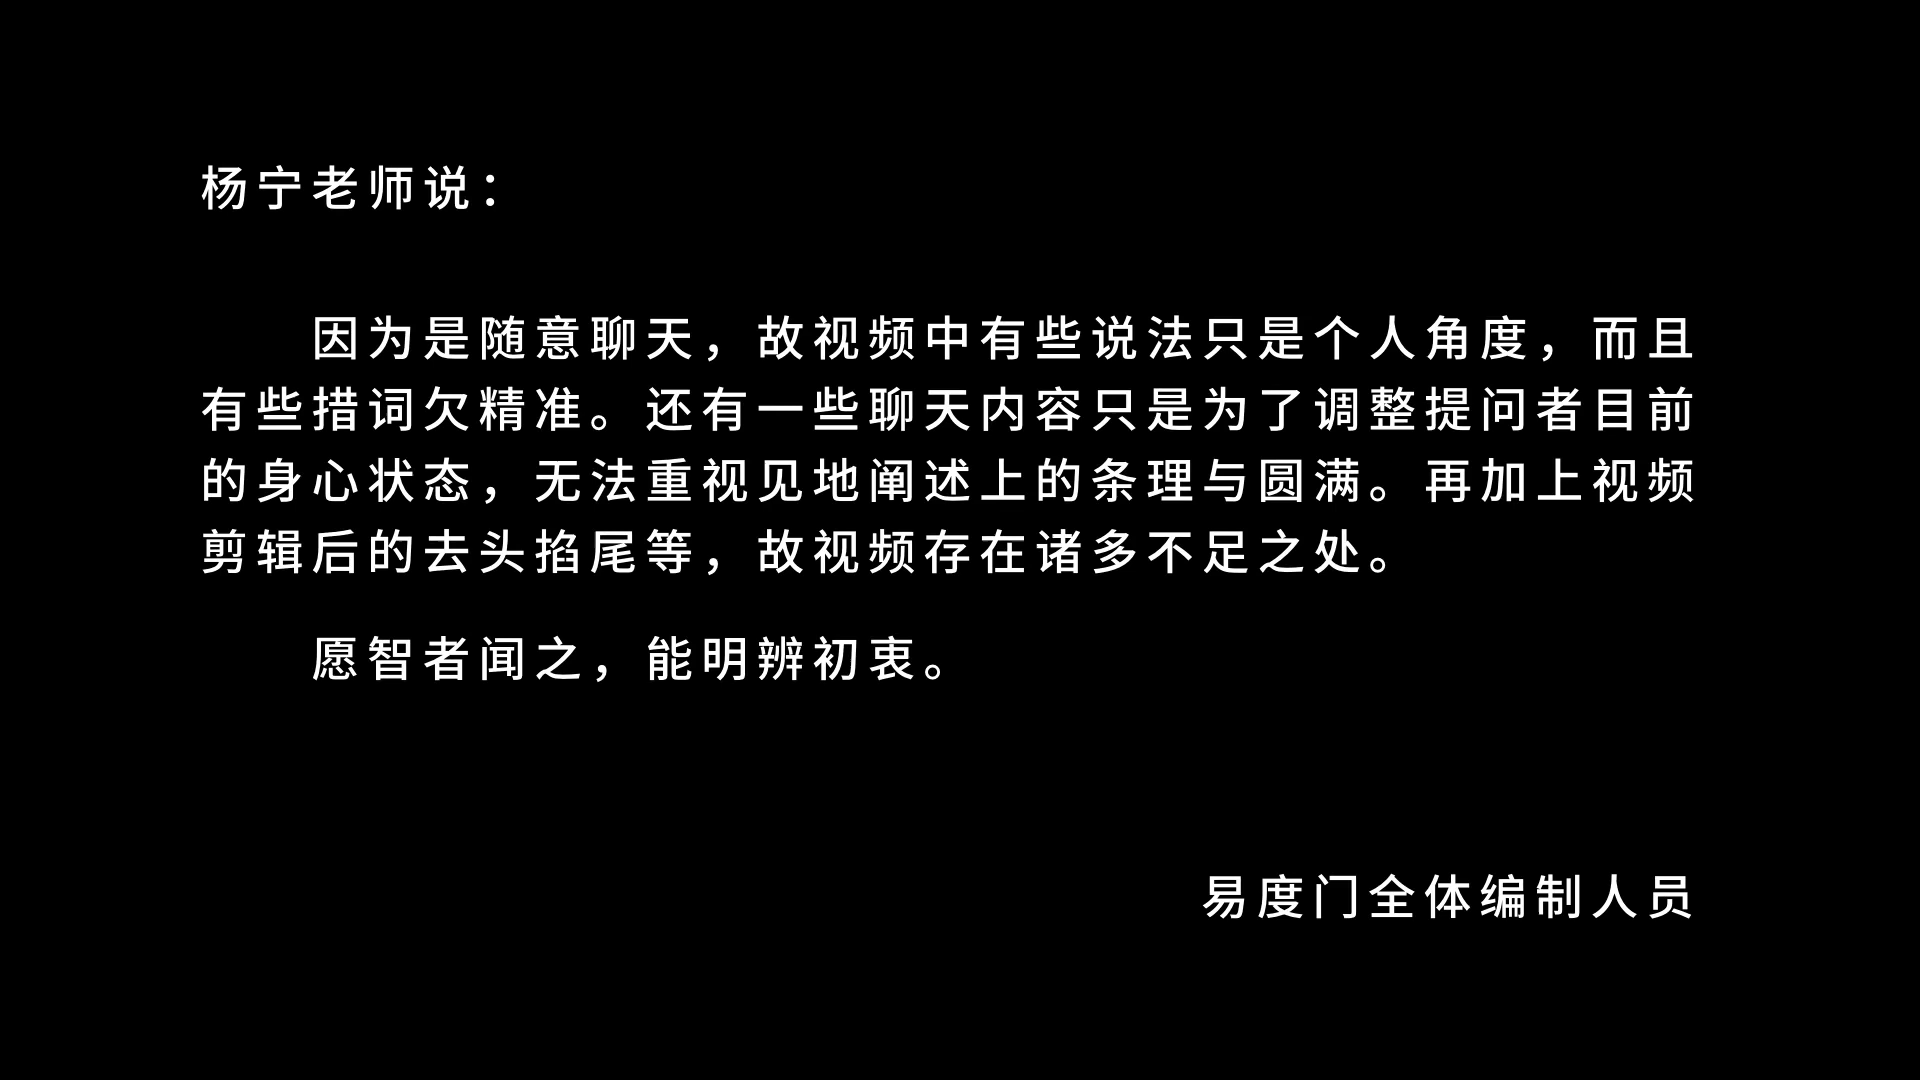 杨宁老师说：
因为是随意聊天，故视频中有些说法只是个人角度，而且
有些措词欠精准。还有一些聊天内容只是为了调整提问者目前
的身心状态，无法重视见地阐述上的条理与圆满。再加上视频
剪辑后的去头掐尾等，故视频存在诸多不足之处。
愿智者闻之，能明辨初衷。
易度门全体编制人员